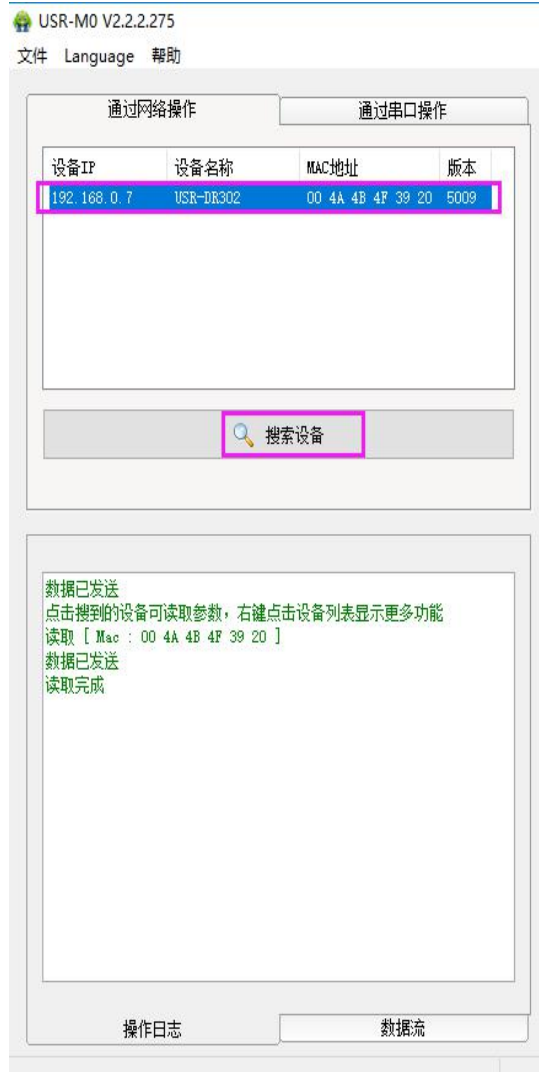 USR-M0 V2.2.2.275
文件 Language 帮助
通过网络操作 通过串口操作
设备IP 设备名称 MAC地址 版本
192.168.0.7 USR-DR302 00 4A 4B 4F 39 20 5009
搜索设备
数据已发送
点击搜到的设备可读取参数，右键点击设备列表显示更多功能
读取 [ Mac : 00 4A 4B 4F 39 20 ]
数据已发送
读取完成
操作日志 数据流